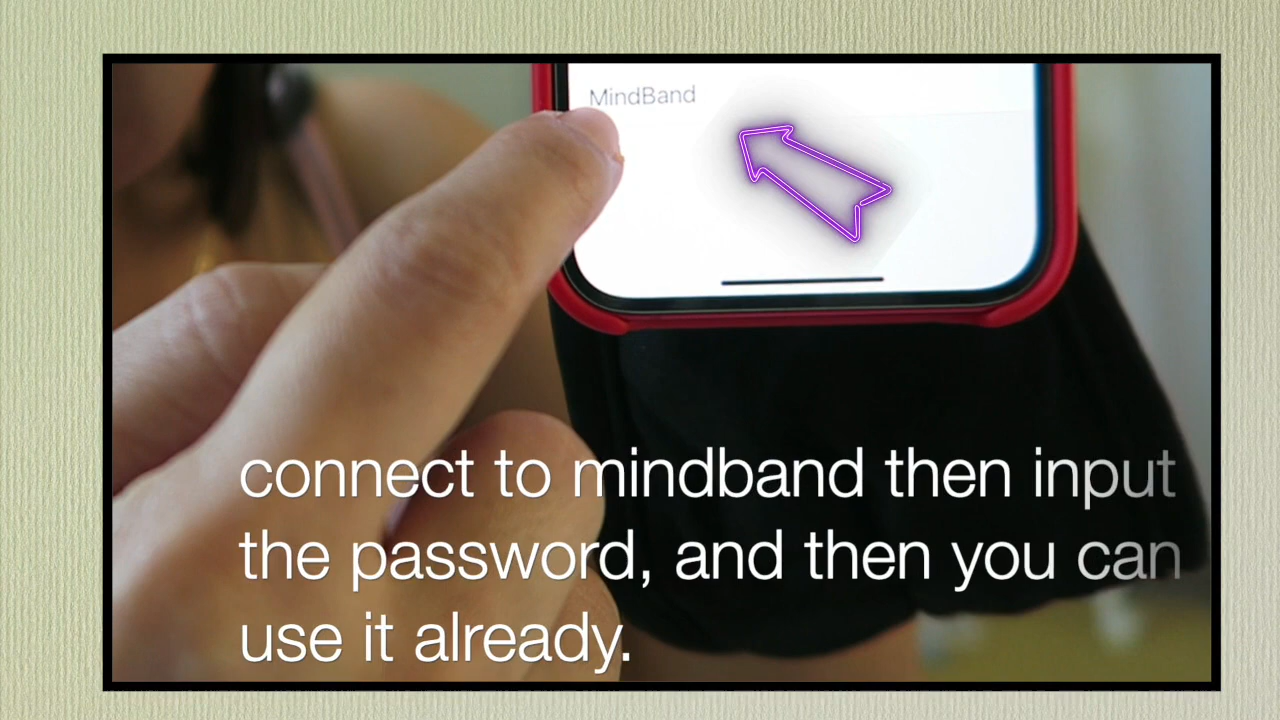 MindBand
connect to mindband then input
the password, and then you can
use it already.